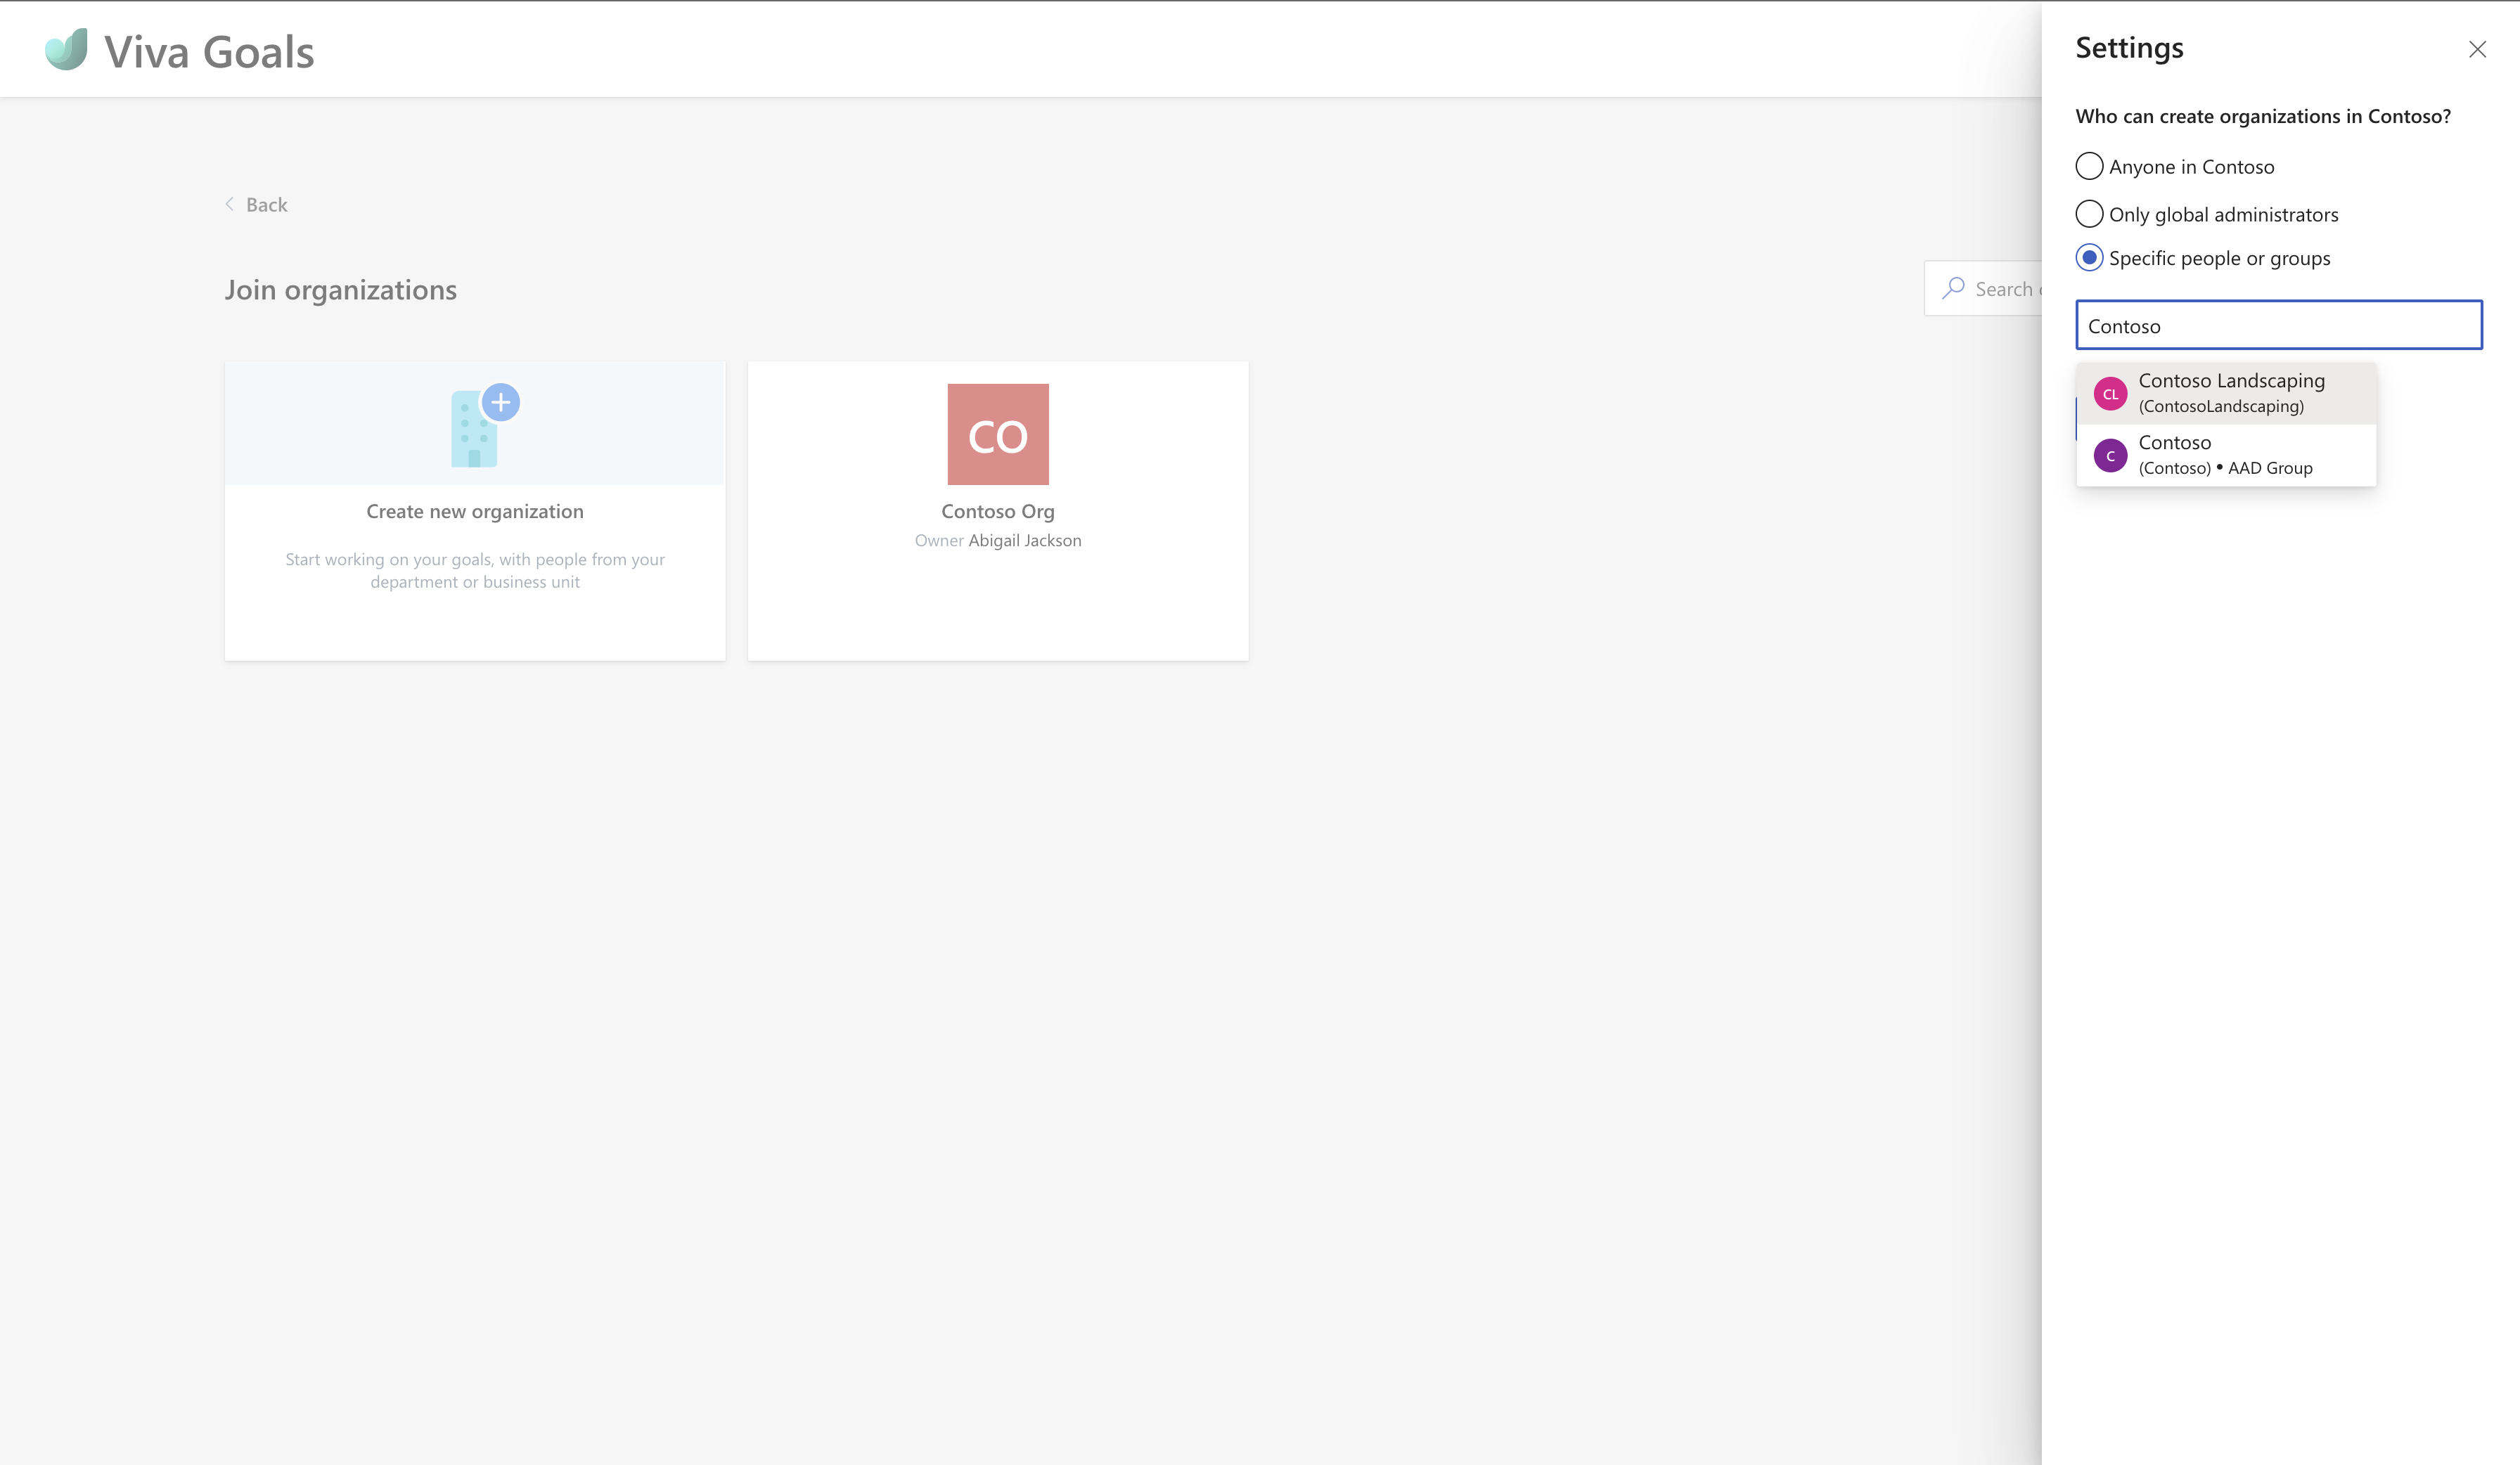 Viva Goals
Back
Join organizations
Search
Create new organization
Start working on your goals, with people from your
department or business unit
CO
Contoso Org
Owner Abigail Jackson
Settings
Who can create organizations in Contoso?
Anyone in Contoso
Only global administrators
Specific people or groups
Contoso
CL
Contoso Landscaping
(ContosoLandscaping)
C
Contoso
(Contoso) • AAD Group